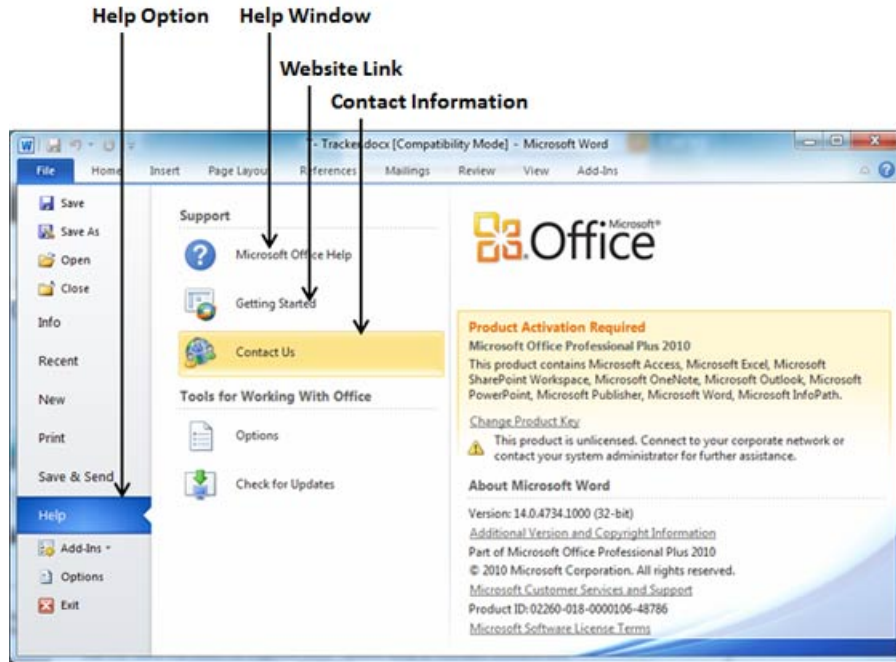 Help Option Help Window
Website Link
Contact Information
- Tracker.docx [Compatibility Mode] - Microsoft Word
File Home Insert Page Layout References Mailings Review View Add-Ins
Save
Save As
Open
Close
Info
Recent
New
Print
Save & Send
Help
Add-Ins
Options
Exit
Support
Microsoft Office Help
Getting Started
Contact Us
Tools for Working With Office
Options
Check for Updates
Microsoft®
Office
Product Activation Required
Microsoft Office Professional Plus 2010
This product contains Microsoft Access, Microsoft Excel, Microsoft
SharePoint Workspace, Microsoft OneNote, Microsoft Outlook, Microsoft
PowerPoint, Microsoft Publisher, Microsoft Word, Microsoft InfoPath.
Change Product Key
This product is unlicensed. Connect to your corporate network or
contact your system administrator for further assistance.
About Microsoft Word
Version: 14.0.4734.1000 (32-bit)
Additional Version and Copyright Information
Part of Microsoft Office Professional Plus 2010
© 2010 Microsoft Corporation. All rights reserved.
Microsoft Customer Services and Support
Product ID: 02260-018-0000106-48786
Microsoft Software License Terms